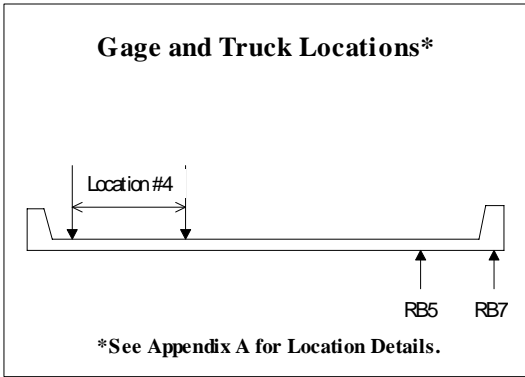 Gage and Truck Locations*
Location #4
RB5 RB7
*See Appendix A for Location Details.